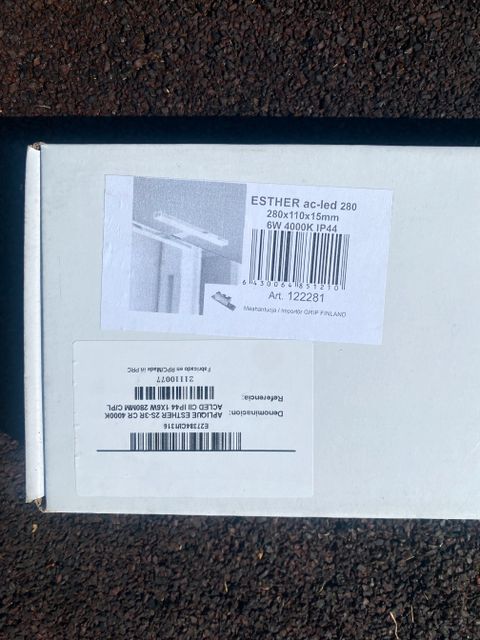 ESTHER ac-led 280
280x110x15mm
6W 4000K IP44
6 430064 851210
Art. 122281
Maahantuoja / Importör GRIP FINLAND
E27384C/I1316
Denominacion:
APLIQUE ESTHER 2S-3R CR 4000K
ACLED CII IP44 1X6W 280MM C/PL
Referencia:
21110077
Fabricado en RPC/Made in PRC